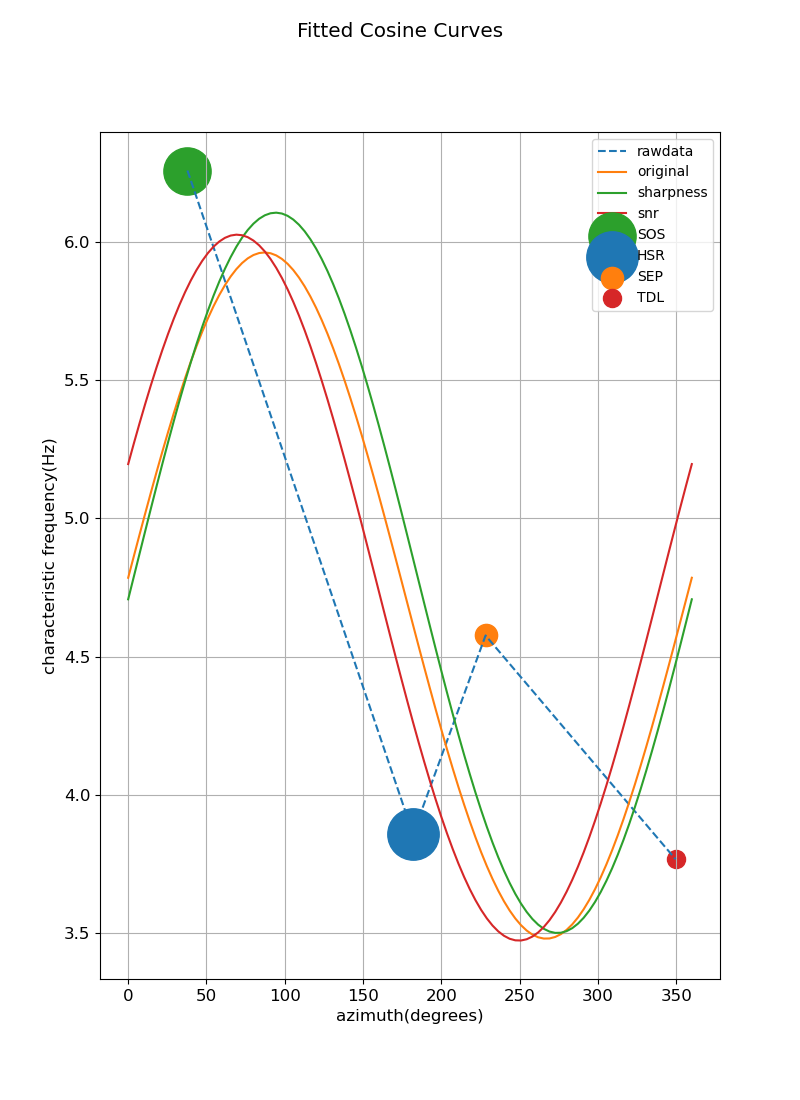 Fitted Cosine Curves
rawdata
original
sharpness
snr
SOS
HSR
SEP
TDL
6.0
5.5
5.0
4.5
4.0
3.5
characteristic frequency(Hz)
0 50 100 150 200 250 300 350
azimuth(degrees)